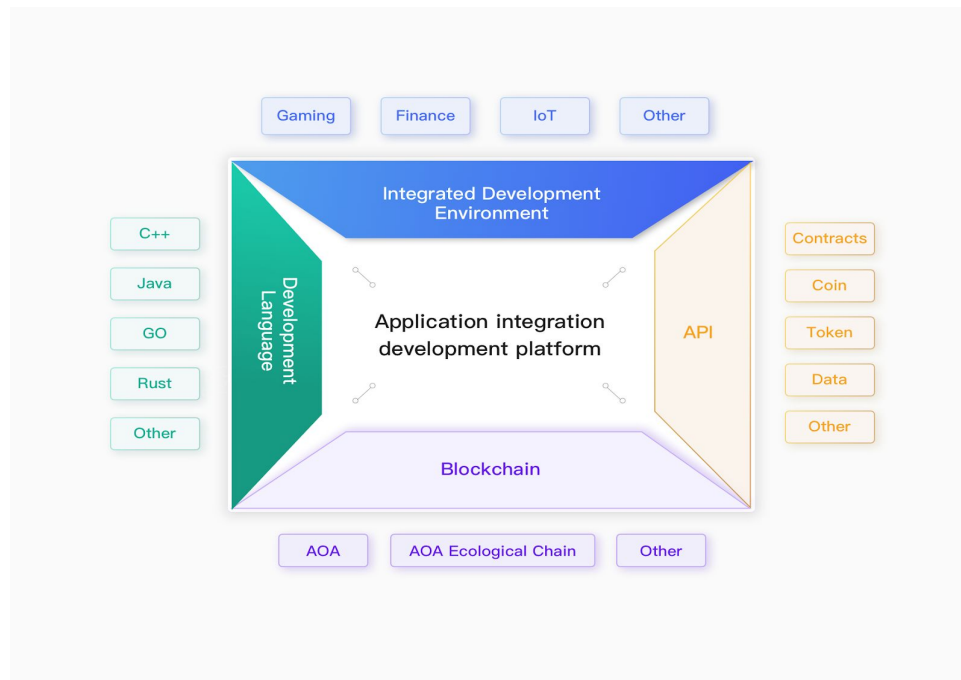 Gaming
Finance
IoT
Other
Integrated Development
Environment
C++
Java
GO
Rust
Other
Development
Language
Application integration
development platform
API
Contracts
Coin
Token
Data
Other
Blockchain
AOA
AOA Ecological Chain
Other